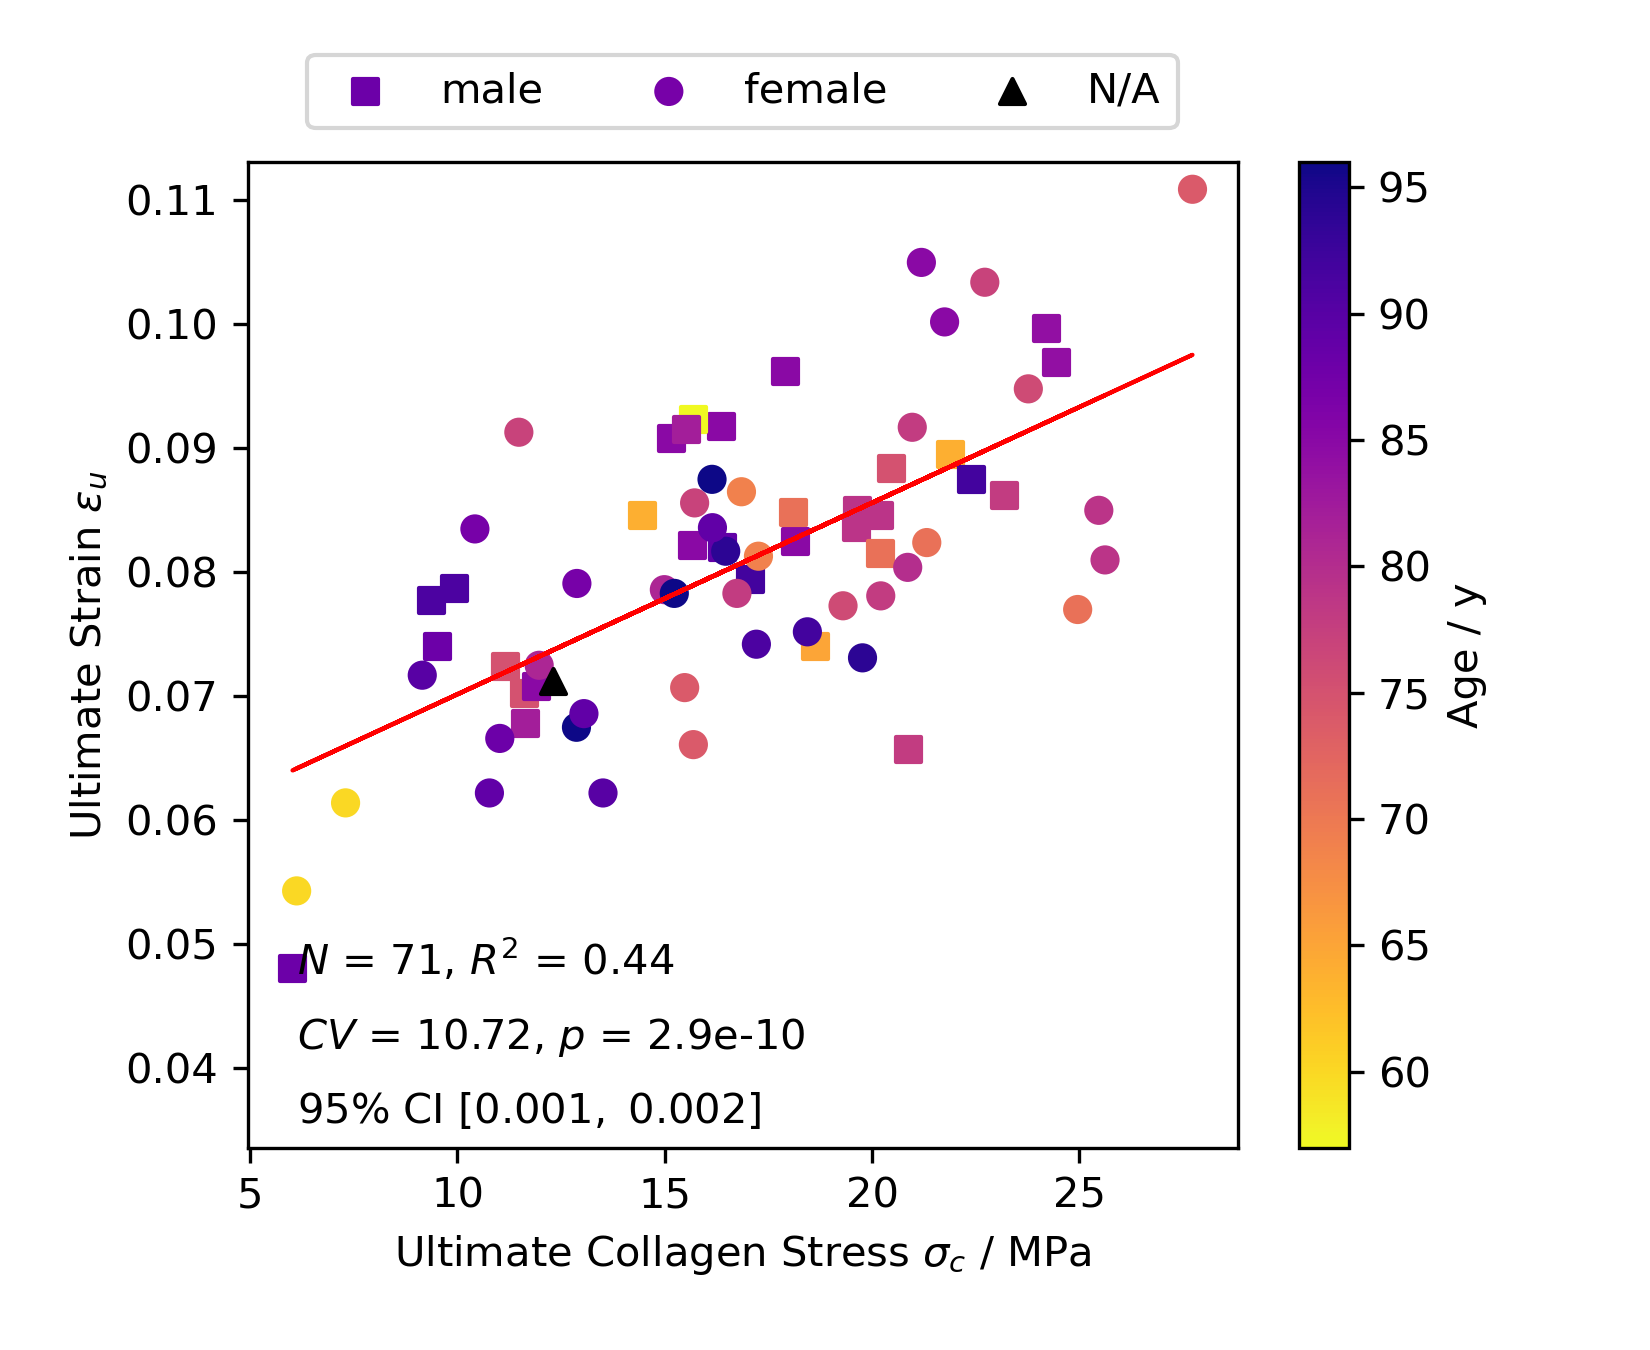 male female N/A
0.11
0.10
0.09
0.08
0.07
0.06
0.05
0.04
Ultimate Strain εu
N = 71, R² = 0.44
CV = 10.72, p = 2.9e-10
95% CI [0.001, 0.002]
5 10 15 20 25
Ultimate Collagen Stress σc / MPa
95
90
85
80
75
70
65
60
Age / y